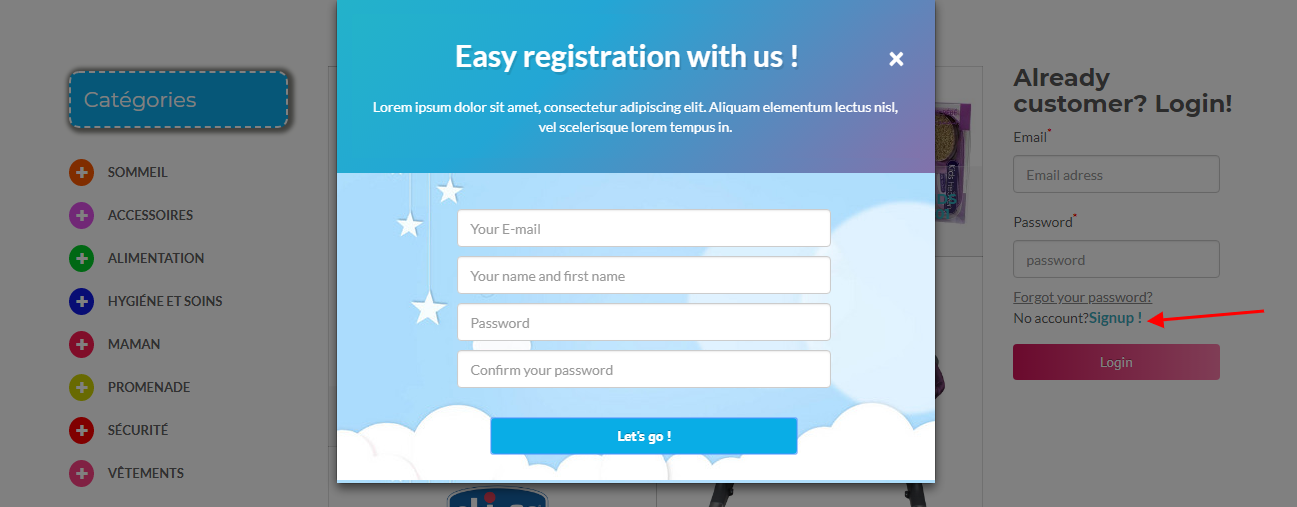 Easy registration with us !
×
Lorem ipsum dolor sit amet, consectetur adipiscing elit. Aliquam elementum lectus nisl,
vel scelerisque lorem tempus in.
Your E-mail
Your name and first name
Password
Confirm your password
Let's go !
Catégories
SOMMEIL
ACCESSOIRES
ALIMENTATION
HYGIÉNE ET SOINS
MAMAN
PROMENADE
SÉCURITÉ
VÊTEMENTS
Already
customer? Login!
Email*
Email adress
Password*
password
Forgot your password?
No account?Signup !
Login